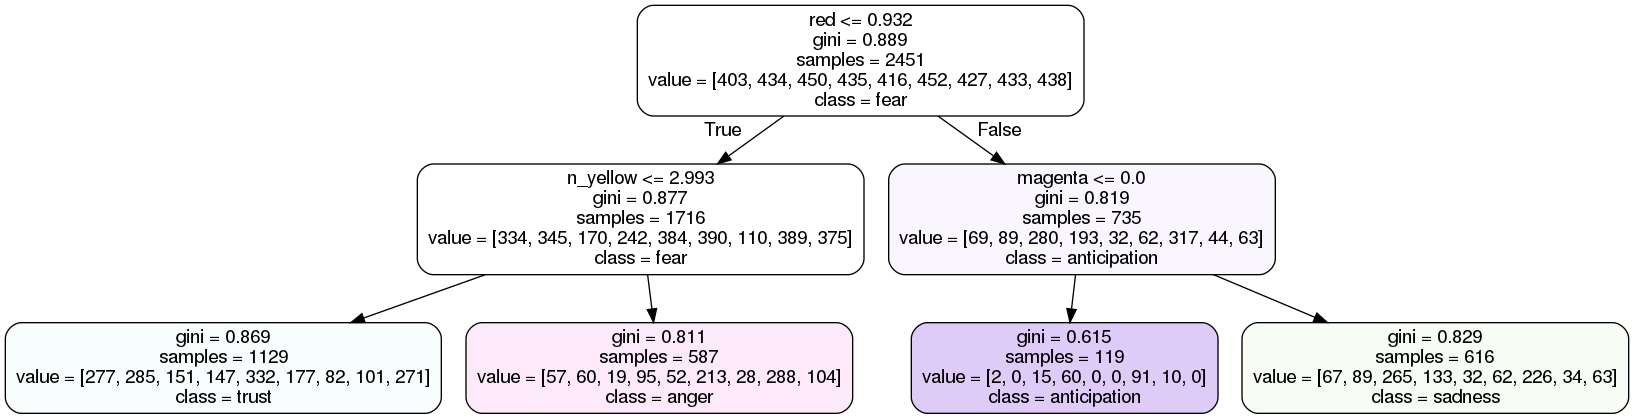 red <= 0.932
gini = 0.889
samples = 2451
value = [403, 434, 450, 435, 416, 452, 427, 433, 438]
class = fear
True
False
n_yellow <= 2.993
gini = 0.877
samples = 1716
value = [334, 345, 170, 242, 384, 390, 110, 389, 375]
class = fear
magenta <= 0.0
gini = 0.819
samples = 735
value = [69, 89, 280, 193, 32, 62, 317, 44, 63]
class = anticipation
gini = 0.869
samples = 1129
value = [277, 285, 151, 147, 332, 177, 82, 101, 271]
class = trust
gini = 0.811
samples = 587
value = [57, 60, 19, 95, 52, 213, 28, 288, 104]
class = anger
gini = 0.615
samples = 119
value = [2, 0, 15, 60, 0, 0, 91, 10, 0]
class = anticipation
gini = 0.829
samples = 616
value = [67, 89, 265, 133, 32, 62, 226, 34, 63]
class = sadness